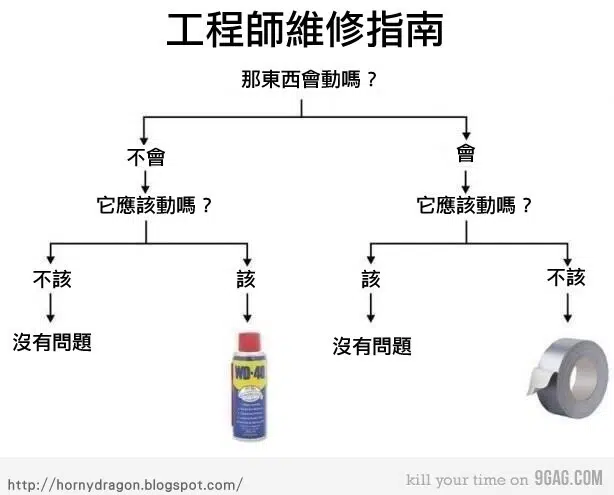 工程師維修指南
那東西會動嗎？
不會
會
它應該動嗎？
它應該動嗎？
不該
該
該
不該
沒有問題
沒有問題
WD-40
http://hornydragon.blogspot.com/
kill your time on 9GAG.COM